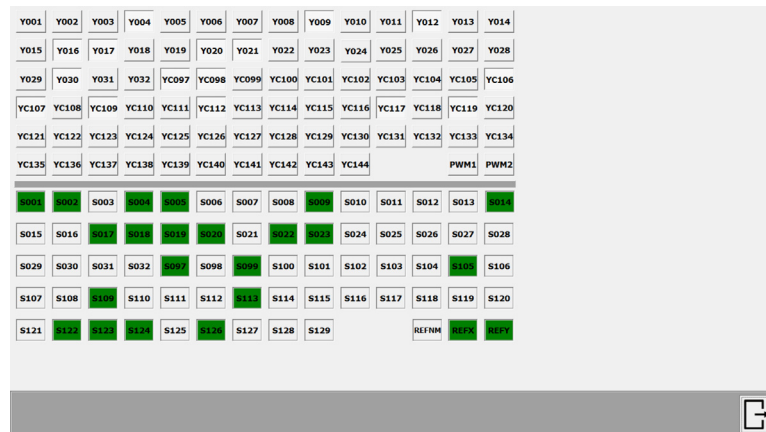 Y001 Y002 Y003 Y004 Y005 Y006 Y007 Y008 Y009 Y010 Y011 Y012 Y013 Y014
Y015 Y016 Y017 Y018 Y019 Y020 Y021 Y022 Y023 Y024 Y025 Y026 Y027 Y028
Y029 Y030 Y031 Y032 YC097 YC098 YC099 YC100 YC101 YC102 YC103 YC104 YC105 YC106
YC107 YC108 YC109 YC110 YC111 YC112 YC113 YC114 YC115 YC116 YC117 YC118 YC119 YC120
YC121 YC122 YC123 YC124 YC125 YC126 YC127 YC128 YC129 YC130 YC131 YC132 YC133 YC134
YC135 YC136 YC137 YC138 YC139 YC140 YC141 YC142 YC143 YC144 PWM1 PWM2
S001 S002 S003 S004 S005 S006 S007 S008 S009 S010 S011 S012 S013 S014
S015 S016 S017 S018 S019 S020 S021 S022 S023 S024 S025 S026 S027 S028
S029 S030 S031 S032 S097 S098 S099 S100 S101 S102 S103 S104 S105 S106
S107 S108 S109 S110 S111 S112 S113 S114 S115 S116 S117 S118 S119 S120
S121 S122 S123 S124 S125 S126 S127 S128 S129 REFNM REFX REFY